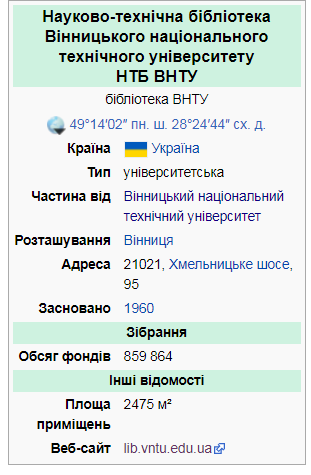 Науково-технічна бібліотека
Вінницького національного
технічного університету
НТБ ВНТУ
бібліотека ВНТУ
49°14′02″ пн. ш. 28°24′44″ сх. д.
Країна Україна
Тип університетська
Частина від Вінницький національний
технічний університет
Розташування Вінниця
Адреса 21021, Хмельницьке шосе,
95
Засновано 1960
Зібрання
Обсяг фондів 859 864
Інші відомості
Площа 2475 м²
приміщень
Веб-сайт lib.vntu.edu.ua